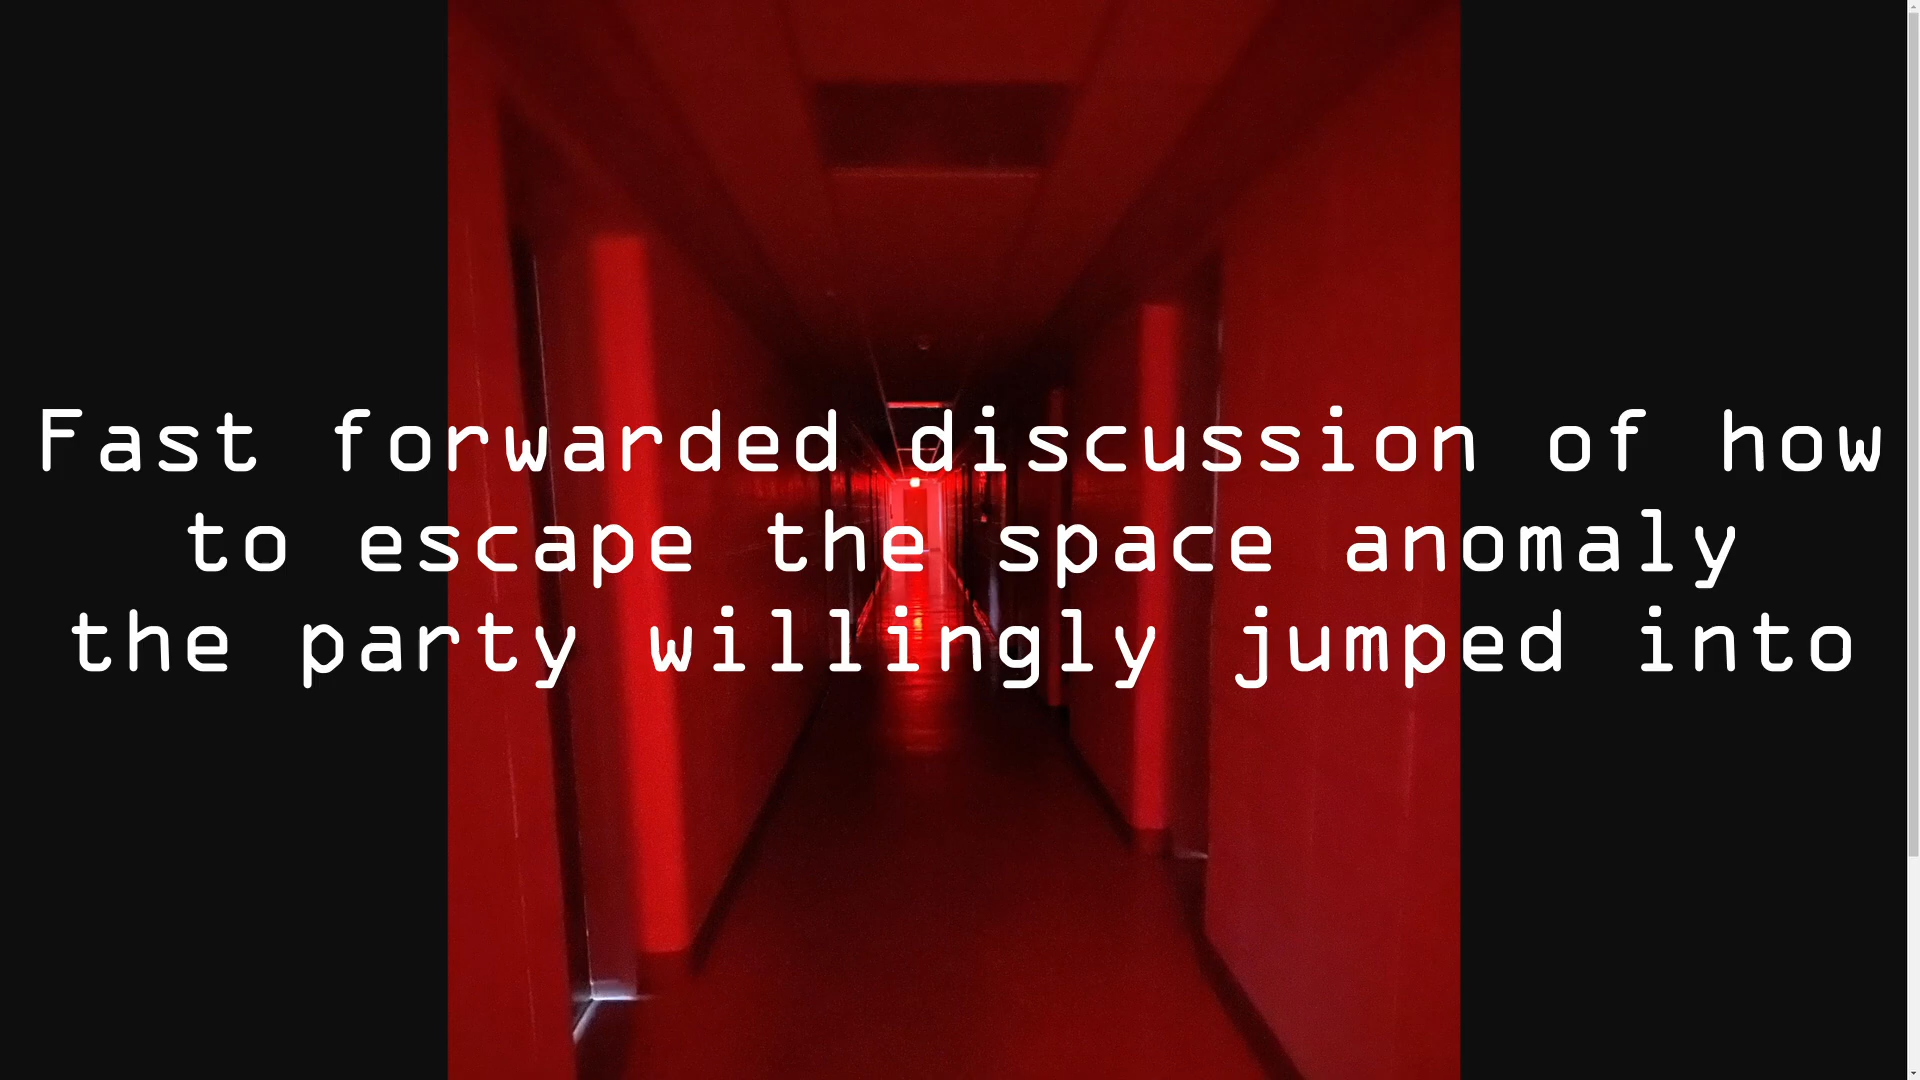 Fast forwarded discussion of how
to escape the space anomaly
the party willingly jumped into